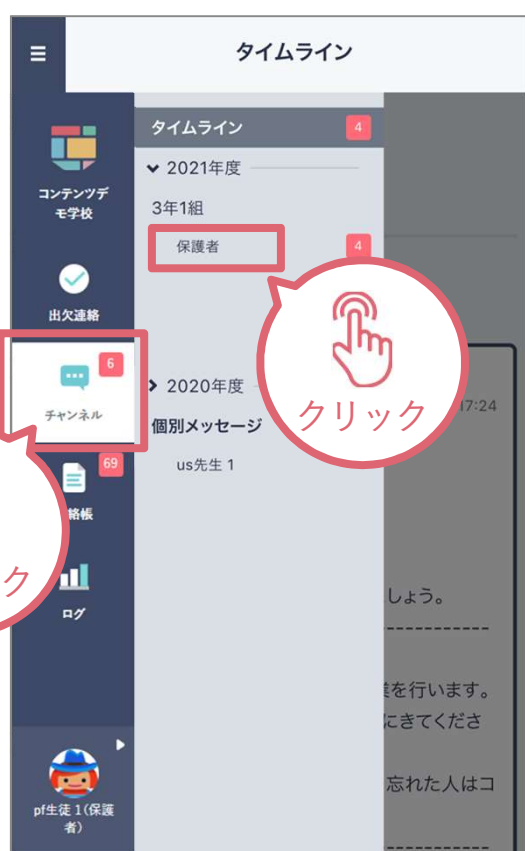 タイムライン
タイムライン 4
2021年度
3年1組
保護者 4
2020年度
個別メッセージ
us先生 1
クリック
コンテンツデ
モ学校
出欠連絡
6
チャンネル
69
絡帳
ク
ログ
pf生徒 1(保護
者)
17:24
しょう。
------------
を行います。
にきてくださ
忘れた人はコ
------------